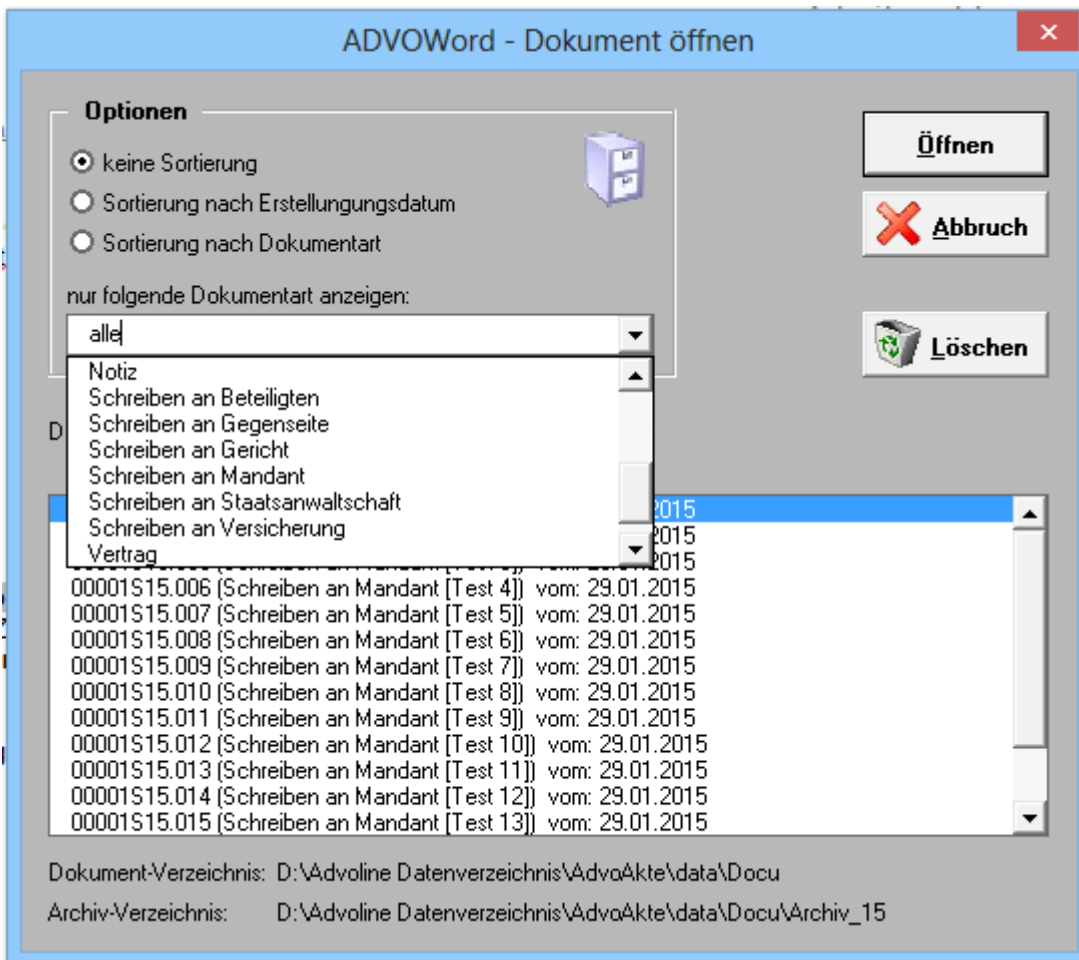 ADVOWord - Dokument öffnen
Optionen
keine Sortierung
Sortierung nach Erstellungungsdatum
Sortierung nach Dokumentart
nur folgende Dokumentart anzeigen:
alle
Notiz
Schreiben an Beteiligten
Schreiben an Gegenseite
Schreiben an Gericht
Schreiben an Mandant
Schreiben an Staatsanwaltschaft
Schreiben an Versicherung
Vertrag
Öffnen
Abbruch
Löschen
D
2015
2015
2015
00001S15.006 (Schreiben an Mandant [Test 4]) vom: 29.01.2015
00001S15.007 (Schreiben an Mandant [Test 5]) vom: 29.01.2015
00001S15.008 (Schreiben an Mandant [Test 6]) vom: 29.01.2015
00001S15.009 (Schreiben an Mandant [Test 7]) vom: 29.01.2015
00001S15.010 (Schreiben an Mandant [Test 8]) vom: 29.01.2015
00001S15.011 (Schreiben an Mandant [Test 9]) vom: 29.01.2015
00001S15.012 (Schreiben an Mandant [Test 10]) vom: 29.01.2015
00001S15.013 (Schreiben an Mandant [Test 11]) vom: 29.01.2015
00001S15.014 (Schreiben an Mandant [Test 12]) vom: 29.01.2015
00001S15.015 (Schreiben an Mandant [Test 13]) vom: 29.01.2015
Dokument-Verzeichnis: D:\Advoline Datenverzeichnis\AdvoAkte\data\Docu
Archiv-Verzeichnis: D:\Advoline Datenverzeichnis\AdvoAkte\data\Docu\Archiv_15